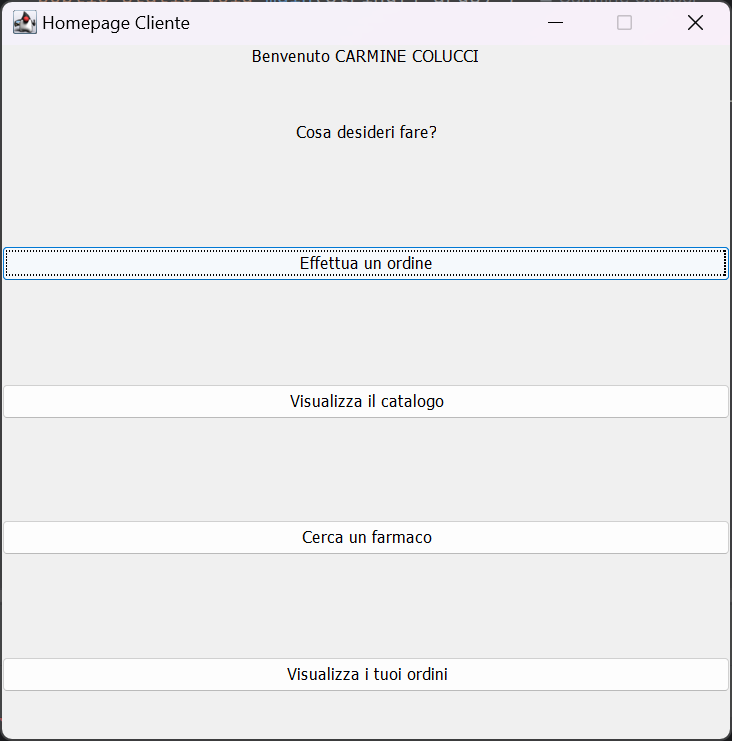 Homepage Cliente
Benvenuto CARMINE COLUCCI
Cosa desideri fare?
Effettua un ordine
Visualizza il catalogo
Cerca un farmaco
Visualizza i tuoi ordini